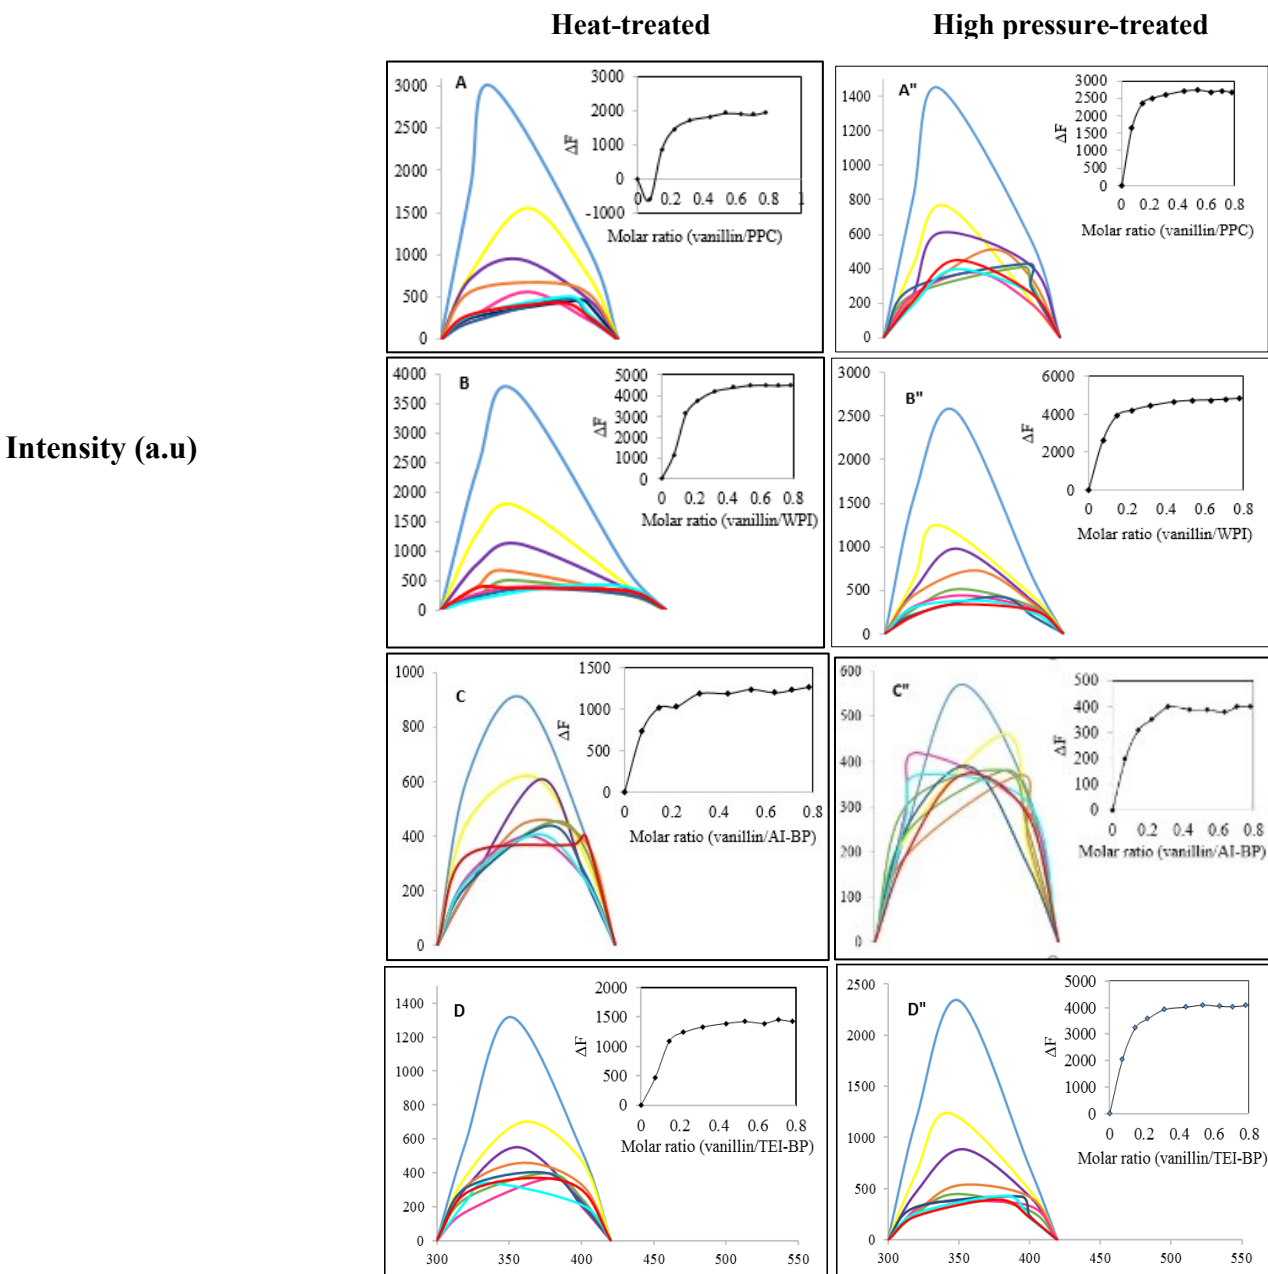 Heat-treated
High pressure-treated
Intensity (a.u)
A
3000
2500
2000
1500
1000
500
0
3000
2000
1000
0
-1000
ΔF
0 0.2 0.4 0.6 0.8 1
Molar ratio (vanillin/PPC)
A"
1400
1200
1000
800
600
400
200
0
3000
2500
2000
1500
1000
500
0
ΔF
0 0.2 0.4 0.6 0.8
Molar ratio (vanillin/PPC)
B
4000
3500
3000
2500
2000
1500
1000
500
0
5000
4000
3000
2000
1000
0
ΔF
0 0.2 0.4 0.6 0.8
Molar ratio (vanillin/WPI)
B"
3000
2500
2000
1500
1000
500
0
6000
4000
2000
0
ΔF
0 0.2 0.4 0.6 0.8
Molar ratio (vanillin/WPI)
C
1000
800
600
400
200
0
1500
1000
500
0
ΔF
0 0.2 0.4 0.6 0.8
Molar ratio (vanillin/AI-BP)
C"
600
500
400
300
200
100
0
500
400
300
200
100
0
ΔF
0 0.2 0.4 0.6 0.8
Molar ratio (vanillin/AI-BP)
D
1400
1200
1000
800
600
400
200
0
300 350 400 450 500 550
2000
1500
1000
500
0
ΔF
0 0.2 0.4 0.6 0.8
Molar ratio (vanillin/TEI-BP)
D"
2500
2000
1500
1000
500
0
300 350 400 450 500 550
5000
4000
3000
2000
1000
0
ΔF
0 0.2 0.4 0.6 0.8
Molar ratio (vanillin/TEI-BP)